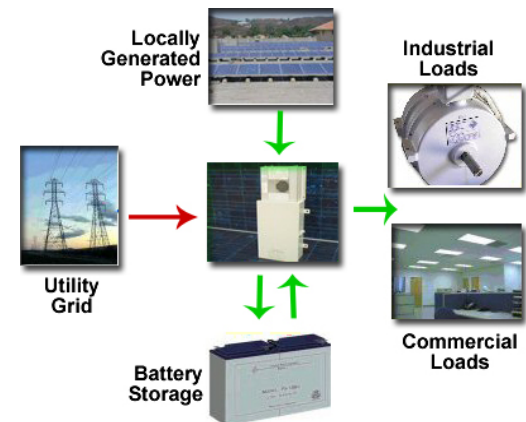 Locally
Generated
Power
Industrial
Loads
Utility
Grid
Battery
Storage
Commercial
Loads